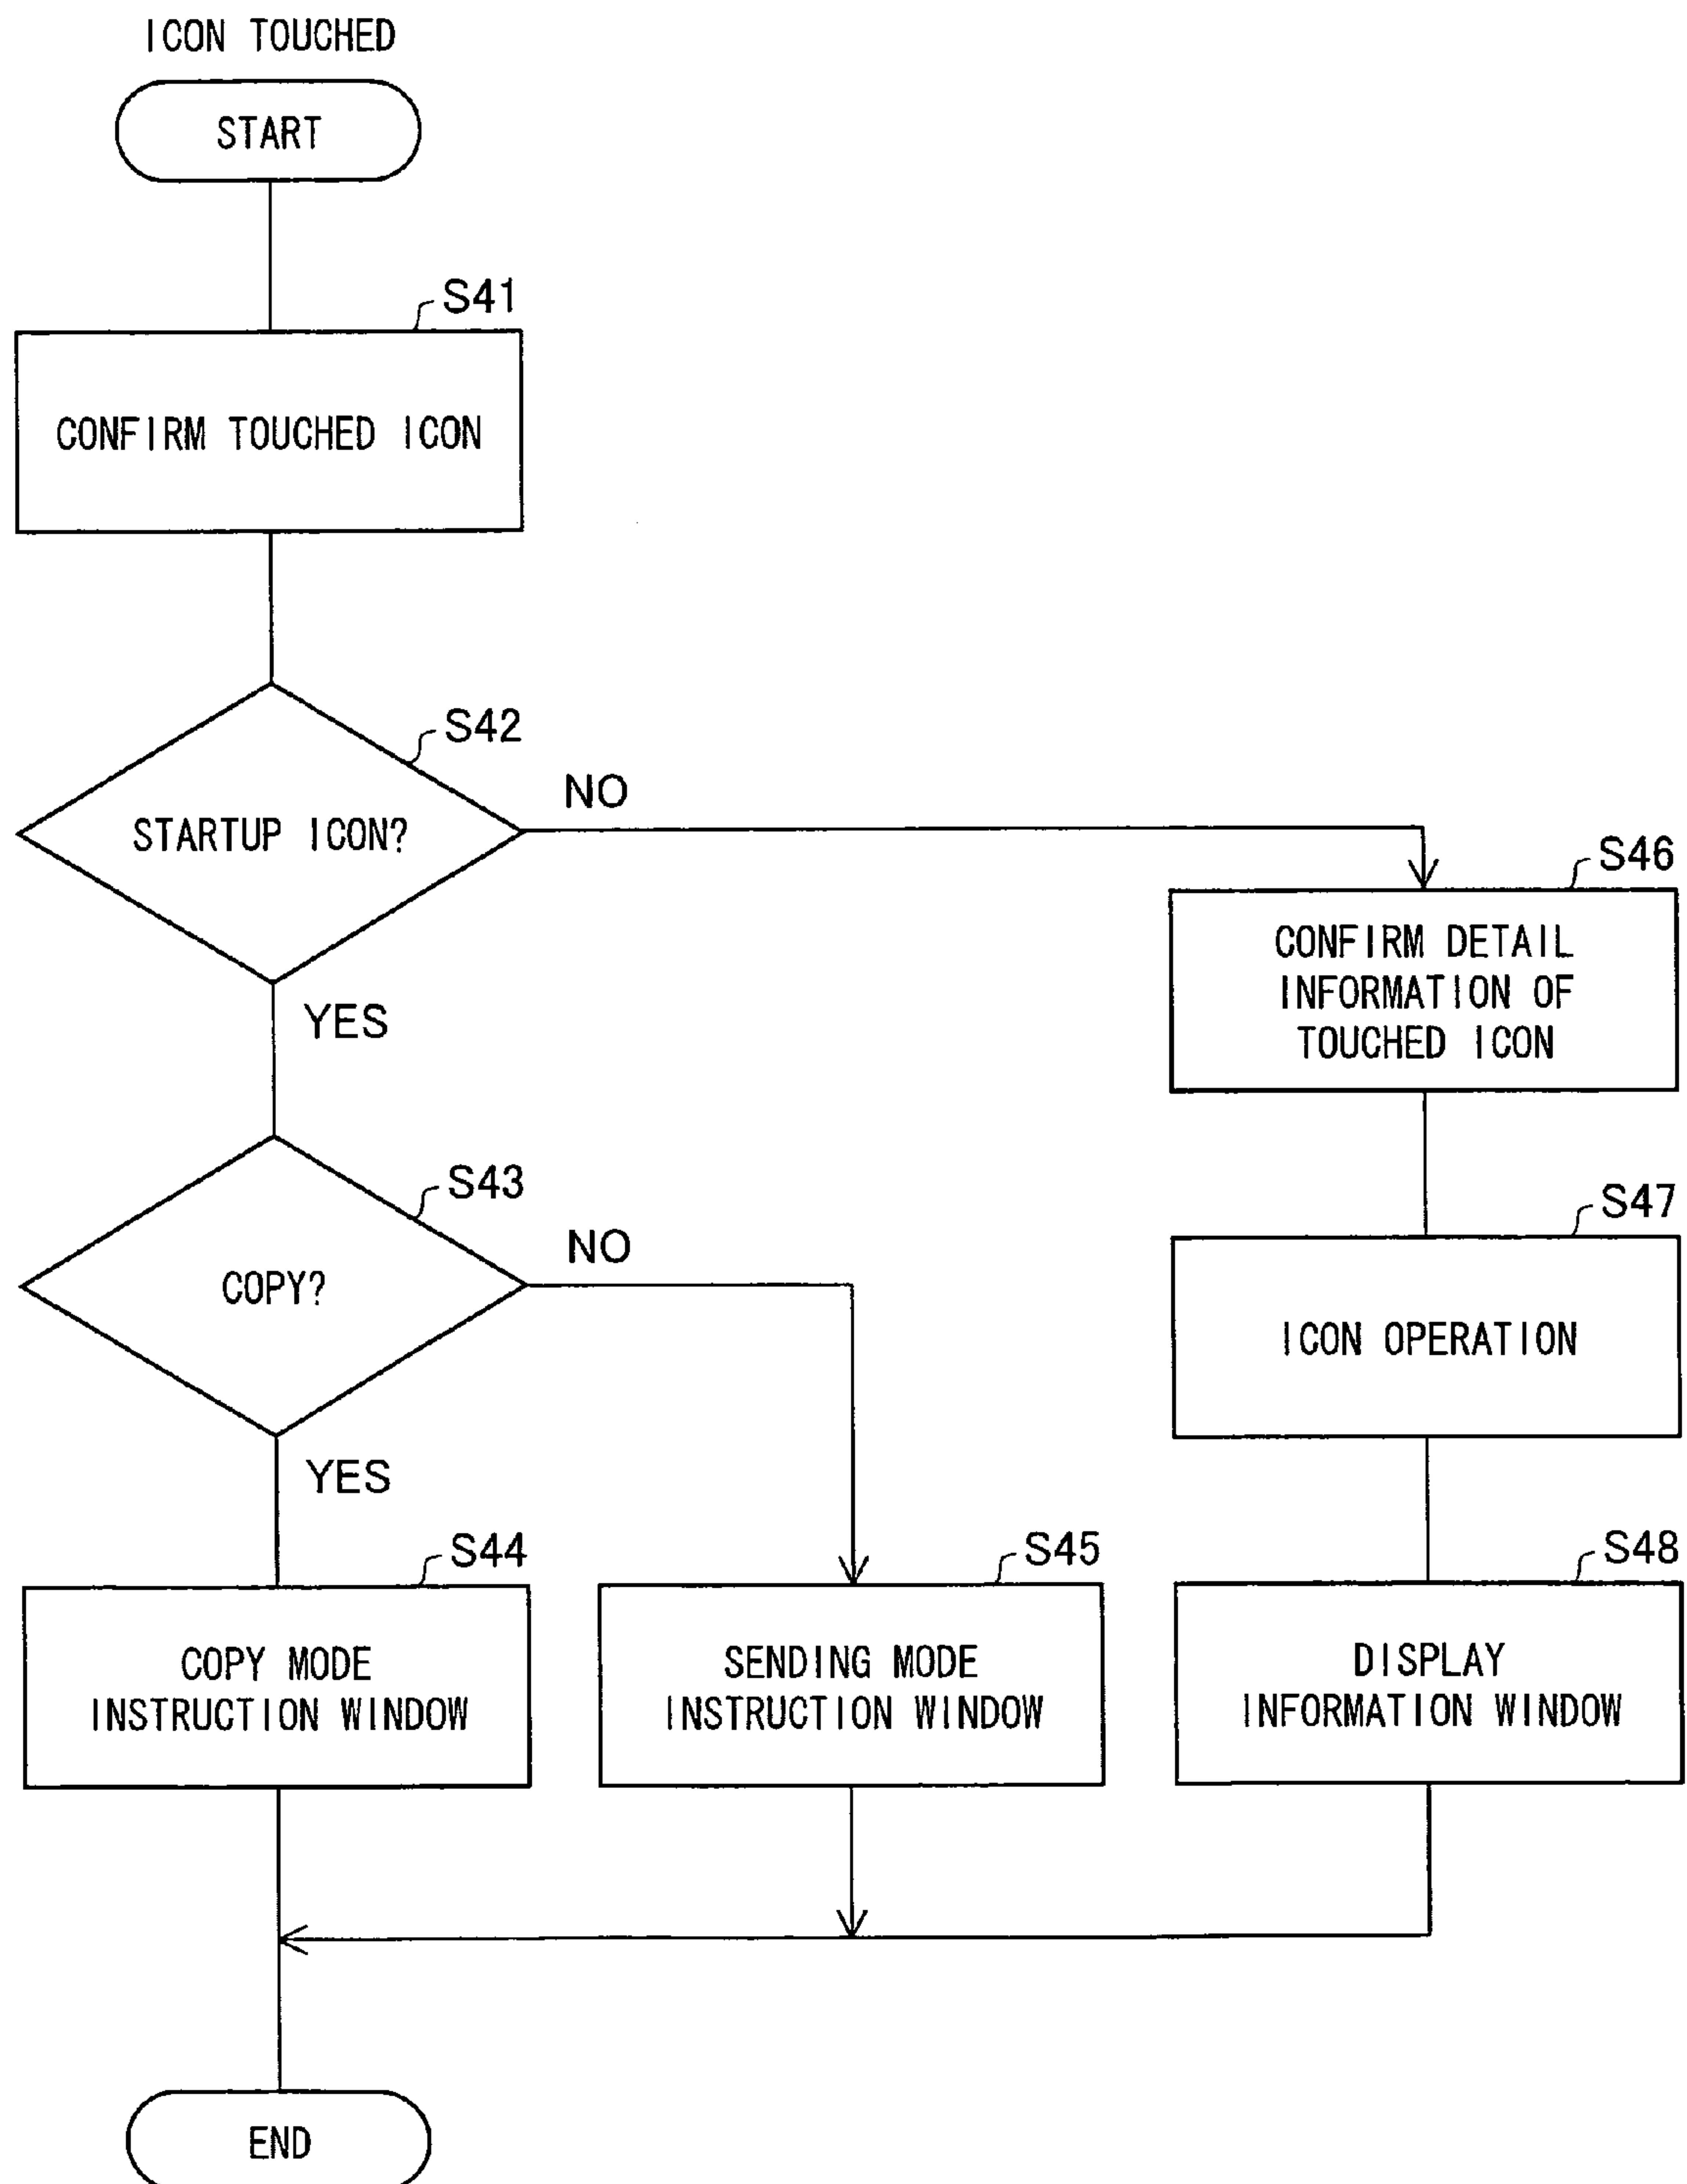 ICON TOUCHED
START
S41
CONFIRM TOUCHED ICON
S42
STARTUP ICON?
NO
YES
S46
CONFIRM DETAIL
INFORMATION OF
TOUCHED ICON
S43
COPY?
NO
YES
S47
ICON OPERATION
S44
COPY MODE
INSTRUCTION WINDOW
S45
SENDING MODE
INSTRUCTION WINDOW
S48
DISPLAY
INFORMATION WINDOW
END